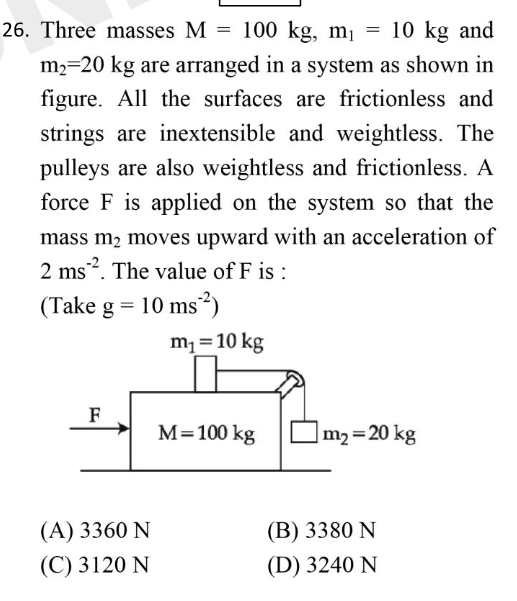 26. Three masses M = 100 kg, m₁ = 10 kg and
m₂=20 kg are arranged in a system as shown in
figure. All the surfaces are frictionless and
strings are inextensible and weightless. The
pulleys are also weightless and frictionless. A
force F is applied on the system so that the
mass m₂ moves upward with an acceleration of
2 ms⁻². The value of F is :
(Take g = 10 ms⁻²)
m₁=10 kg
F
M=100 kg
m₂=20 kg
(A) 3360 N (B) 3380 N
(C) 3120 N (D) 3240 N